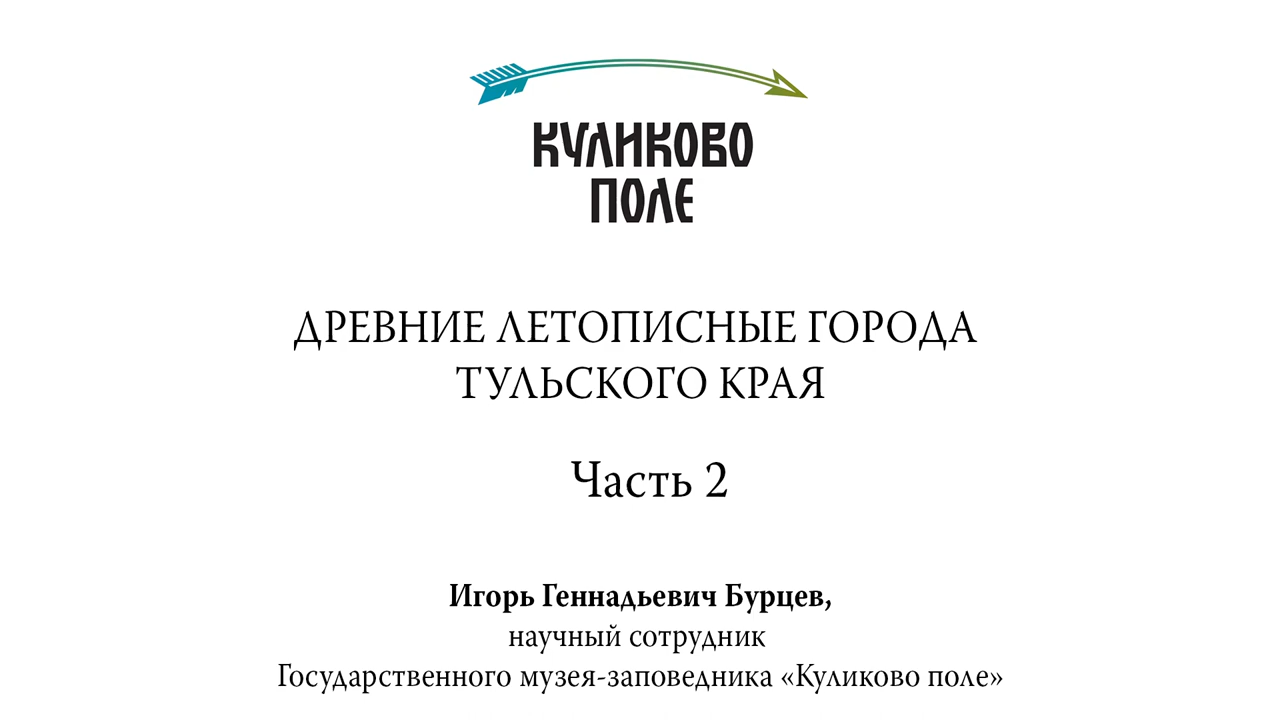 КУЛИКОВО
ПОЛЕ
ДРЕВНИЕ ЛЕТОПИСНЫЕ ГОРОДА
ТУЛЬСКОГО КРАЯ
Часть 2
Игорь Геннадьевич Бурцев,
научный сотрудник
Государственного музея-заповедника «Куликово поле»